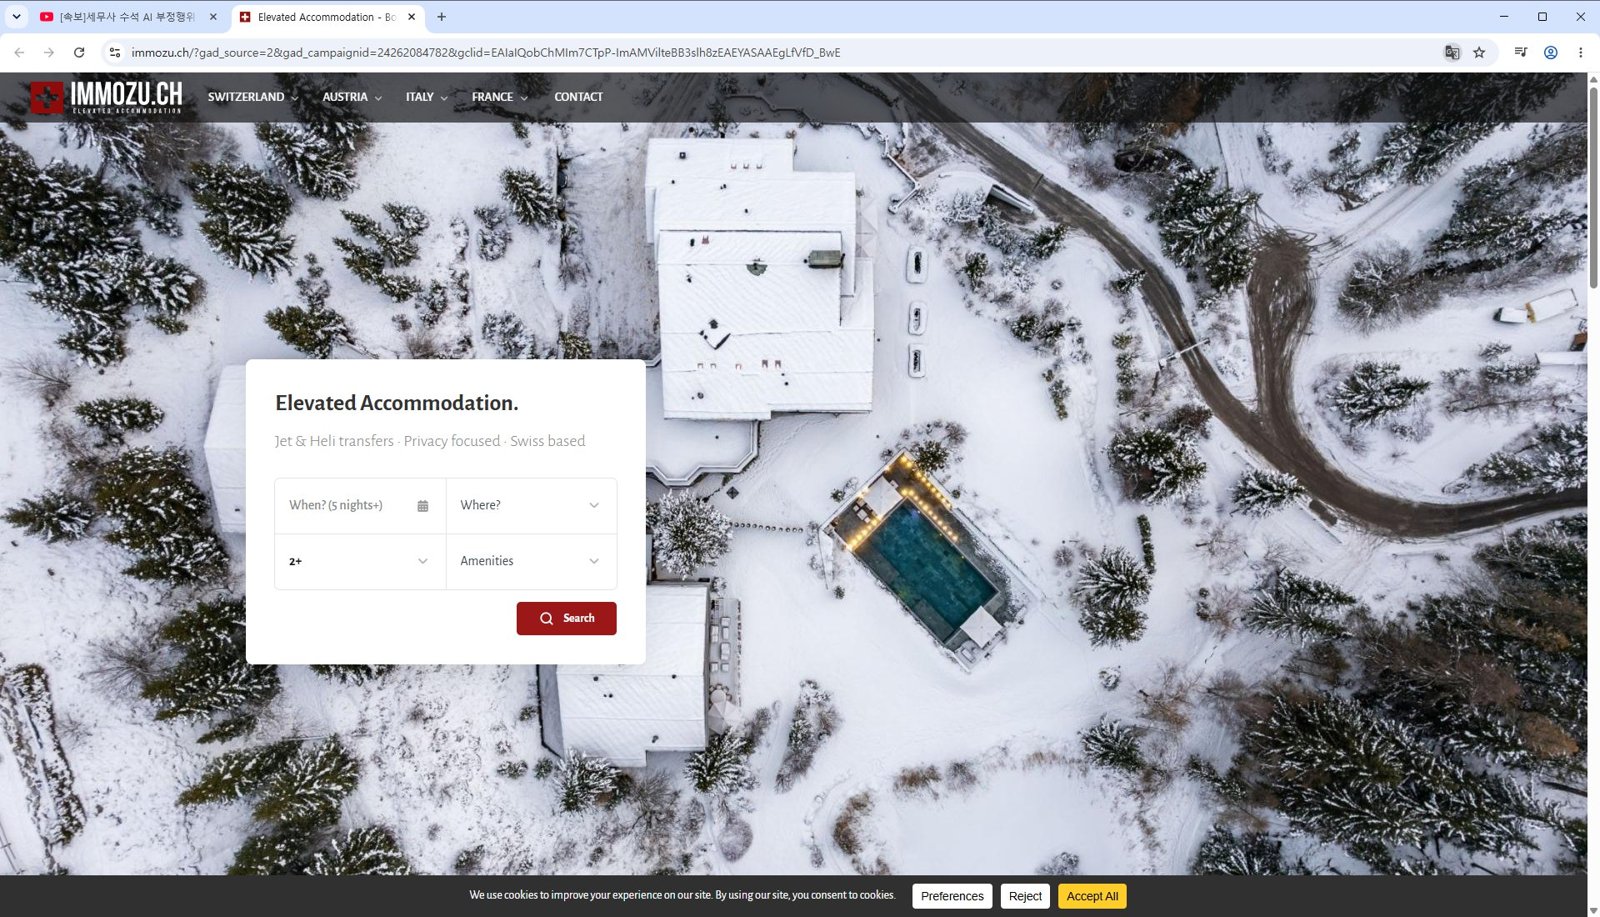 [속보]세무사 수석 AI 부정행위
Elevated Accommodation - Bo
immozu.ch/?gad_source=2&gad_campaignid=24262084782&gclid=EAIaIQobChMIm7CTpP-ImAMVilteBB3slh8zEAEYASAAEgLfVfD_BwE
IMMOZU.CH
ELEVATED ACCOMMODATION
SWITZERLAND
AUSTRIA
ITALY
FRANCE
CONTACT
Elevated Accommodation.
Jet & Heli transfers · Privacy focused · Swiss based
When? (5 nights+)
Where?
2+
Amenities
Search
We use cookies to improve your experience on our site. By using our site, you consent to cookies.
Preferences
Reject
Accept All